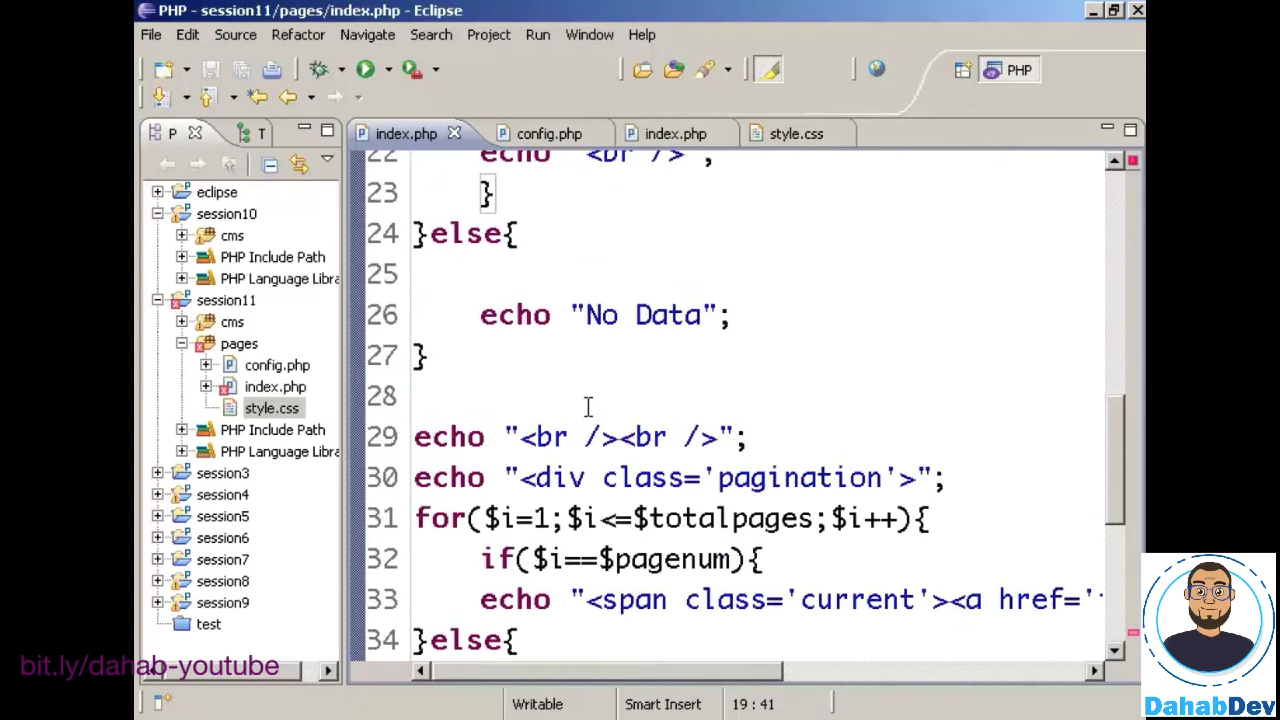 PHP - session11/pages/index.php - Eclipse
File Edit Source Refactor Navigate Search Project Run Window Help
PHP
P T
index.php config.php index.php style.css
eclipse
session10
cms
PHP Include Path
PHP Language Libra
session11
cms
pages
config.php
index.php
style.css
PHP Include Path
PHP Language Libra
session3
session4
session5
session6
session7
session8
session9
test
22 echo "<br />";
23 }
24 }else{
25
26 echo "No Data";
27 }
28
29 echo "<br /><br />";
30 echo "<div class='pagination'>";
31 for($i=1;$i<=$totalpages;$i++){
32 if($i==$pagenum){
33 echo "<span class='current'><a href='
34 }else{
Writable Smart Insert 19 : 41
bit.ly/dahab-youtube
DahabDev